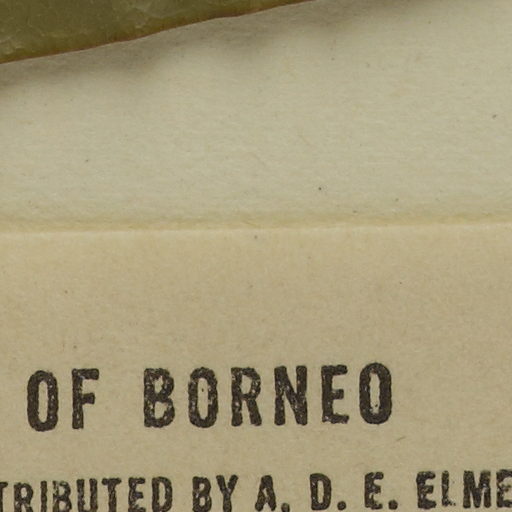 OF BORNEO
TRIBUTED BY A. D. E. ELME